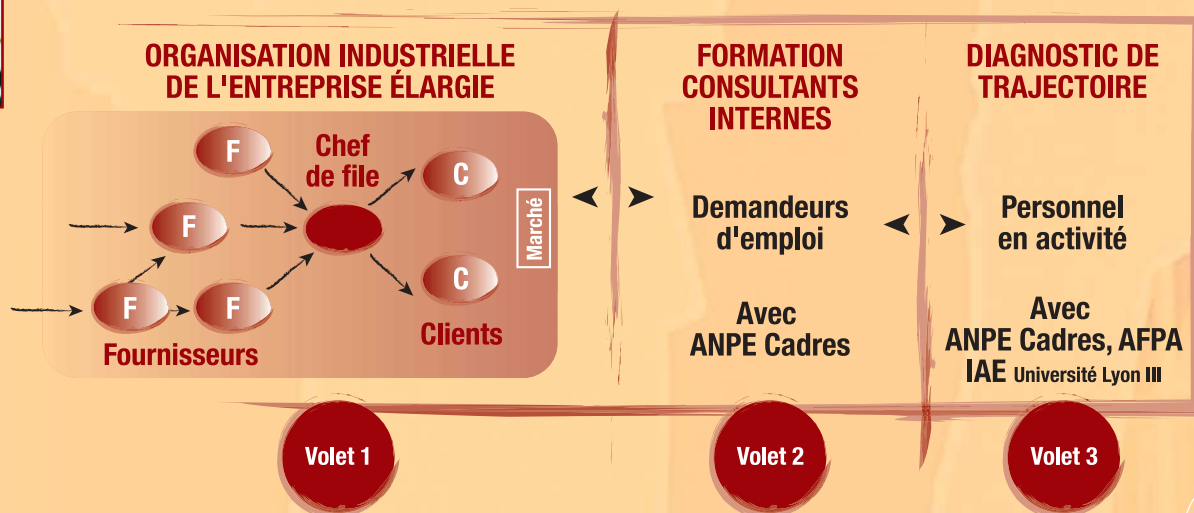 ORGANISATION INDUSTRIELLE
DE L'ENTREPRISE ÉLARGIE
F
Chef
de file
C
F
Marché
F
F
C
Fournisseurs
Clients
FORMATION
CONSULTANTS
INTERNES
Demandeurs
d'emploi
Avec
ANPE Cadres
DIAGNOSTIC DE
TRAJECTOIRE
Personnel
en activité
Avec
ANPE Cadres, AFPA
IAE Université Lyon III
Volet 1
Volet 2
Volet 3